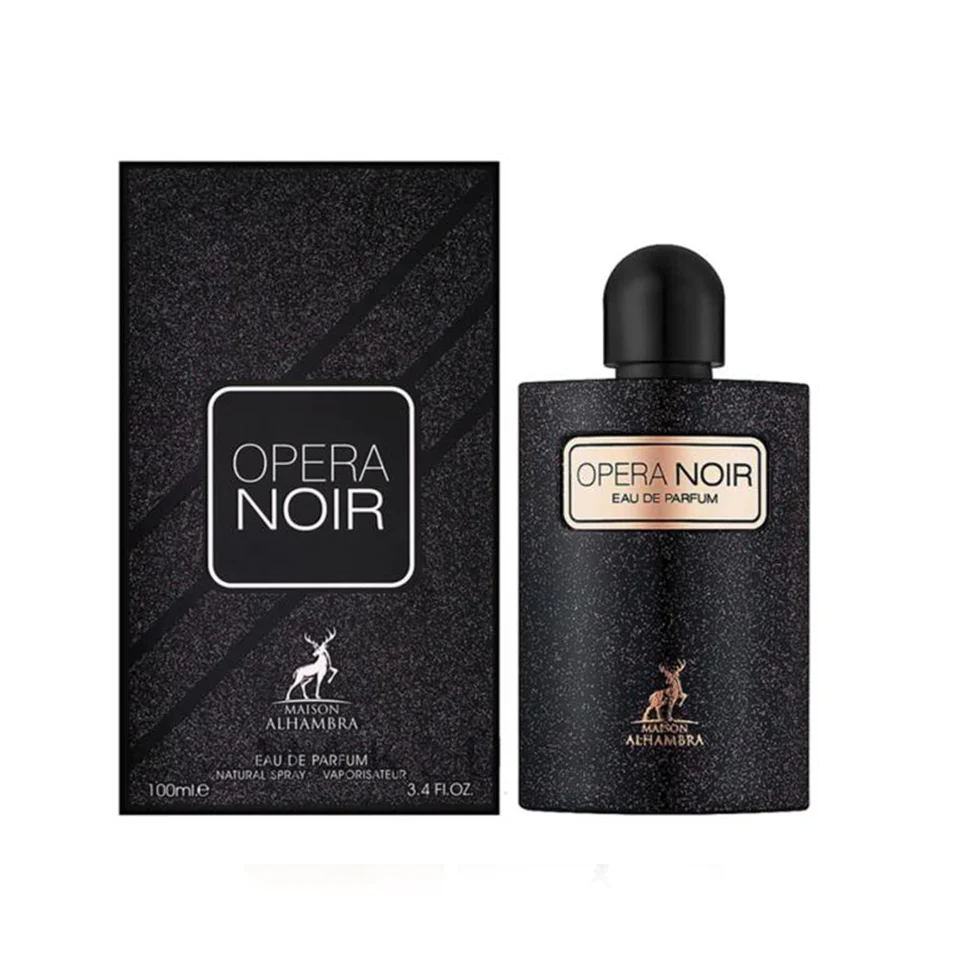 OPERA
NOIR
MAISON
ALHAMBRA
EAU DE PARFUM
NATURAL SPRAY VAPORISATEUR
100ml.e
3.4 FI.OZ
OPERA NOIR
EAU DE PARFUM
MAISON
ALHAMBRA